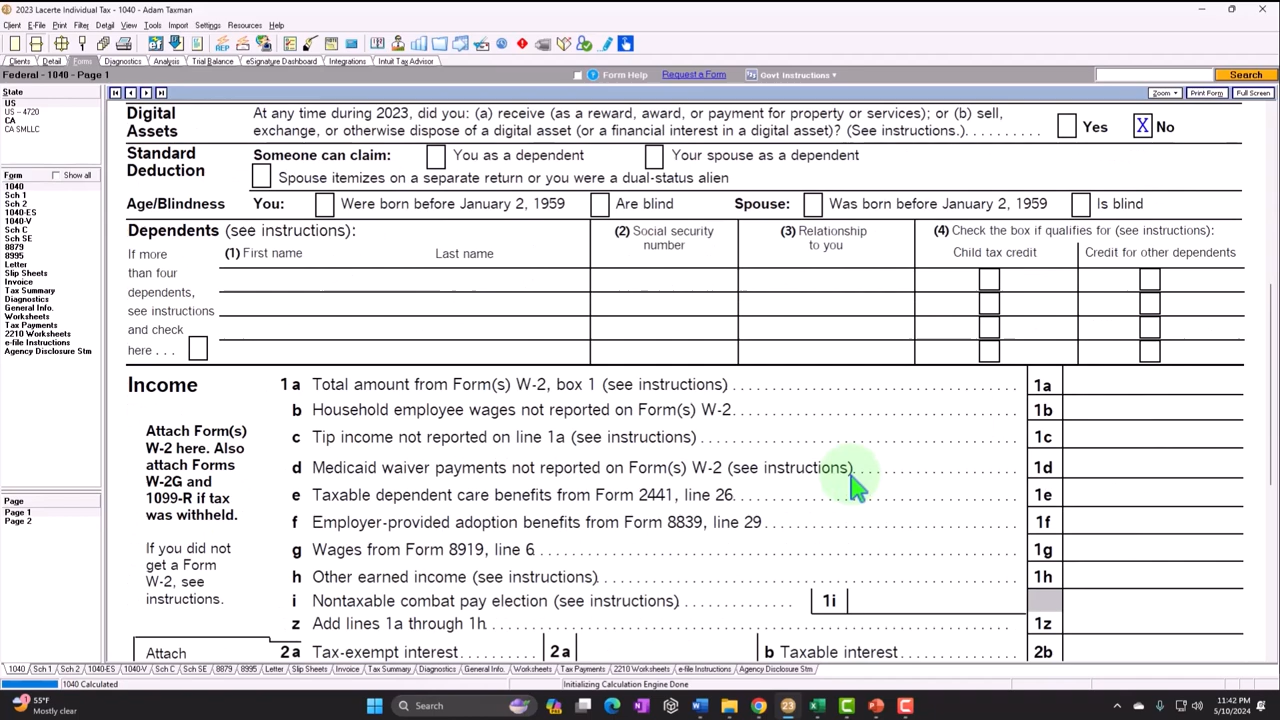 2023 Lacerte Individual Tax - 1040 - Adam Taxman
Client E-File Print Filter Detail View Tools Import Settings Resources Help
Clients Detail Forms Diagnostics Analysis Trial Balance eSignature Dashboard Integrations Intuit Tax Advisor
Federal - 1040 - Page 1
Form Help Request a Form Govt Instructions Search
State
US
US - 4720
CA
CA SMLLC
Form Show all
1040
Sch 1
Sch 2
1040-ES
1040-V
Sch C
Sch SE
8879
8995
Letter
Slip Sheets
Invoice
Tax Summary
Diagnostics
General Info.
Worksheets
Tax Payments
2210 Worksheets
e-file Instructions
Agency Disclosure Stm
Page
Page 1
Page 2
Zoom Print Form Full Screen
Digital Assets
At any time during 2023, did you: (a) receive (as a reward, award, or payment for property or services); or (b) sell,
exchange, or otherwise dispose of a digital asset (or a financial interest in a digital asset)? (See instructions.) Yes X No
Standard Deduction
Someone can claim: You as a dependent Your spouse as a dependent
Spouse itemizes on a separate return or you were a dual-status alien
Age/Blindness You: Were born before January 2, 1959 Are blind Spouse: Was born before January 2, 1959 Is blind
Dependents (see instructions):
(1) First name Last name
(2) Social security number
(3) Relationship to you
(4) Check the box if qualifies for (see instructions):
Child tax credit Credit for other dependents
If more
than four
dependents,
see instructions
and check
here . . .
Income
Attach Form(s)
W-2 here. Also
attach Forms
W-2G and
1099-R if tax
was withheld.
If you did not
get a Form
W-2, see
instructions.
1 a Total amount from Form(s) W-2, box 1 (see instructions) 1a
b Household employee wages not reported on Form(s) W-2 1b
c Tip income not reported on line 1a (see instructions) 1c
d Medicaid waiver payments not reported on Form(s) W-2 (see instructions) 1d
e Taxable dependent care benefits from Form 2441, line 26 1e
f Employer-provided adoption benefits from Form 8839, line 29 1f
g Wages from Form 8919, line 6 1g
h Other earned income (see instructions) 1h
i Nontaxable combat pay election (see instructions) 1i
z Add lines 1a through 1h 1z
Attach 2 a Tax-exempt interest 2 a b Taxable interest 2b
1040 Sch 1 Sch 2 1040-ES 1040-V Sch C Sch SE 8879 8995 Letter Slip Sheets Invoice Tax Summary Diagnostics General Info. Worksheets Tax Payments 2210 Worksheets e-file Instructions Agency Disclosure Stm
1040 Calculated Initializing Calculation Engine Done
55°F
Mostly clear
Search
23
11:42 PM
5/10/2024